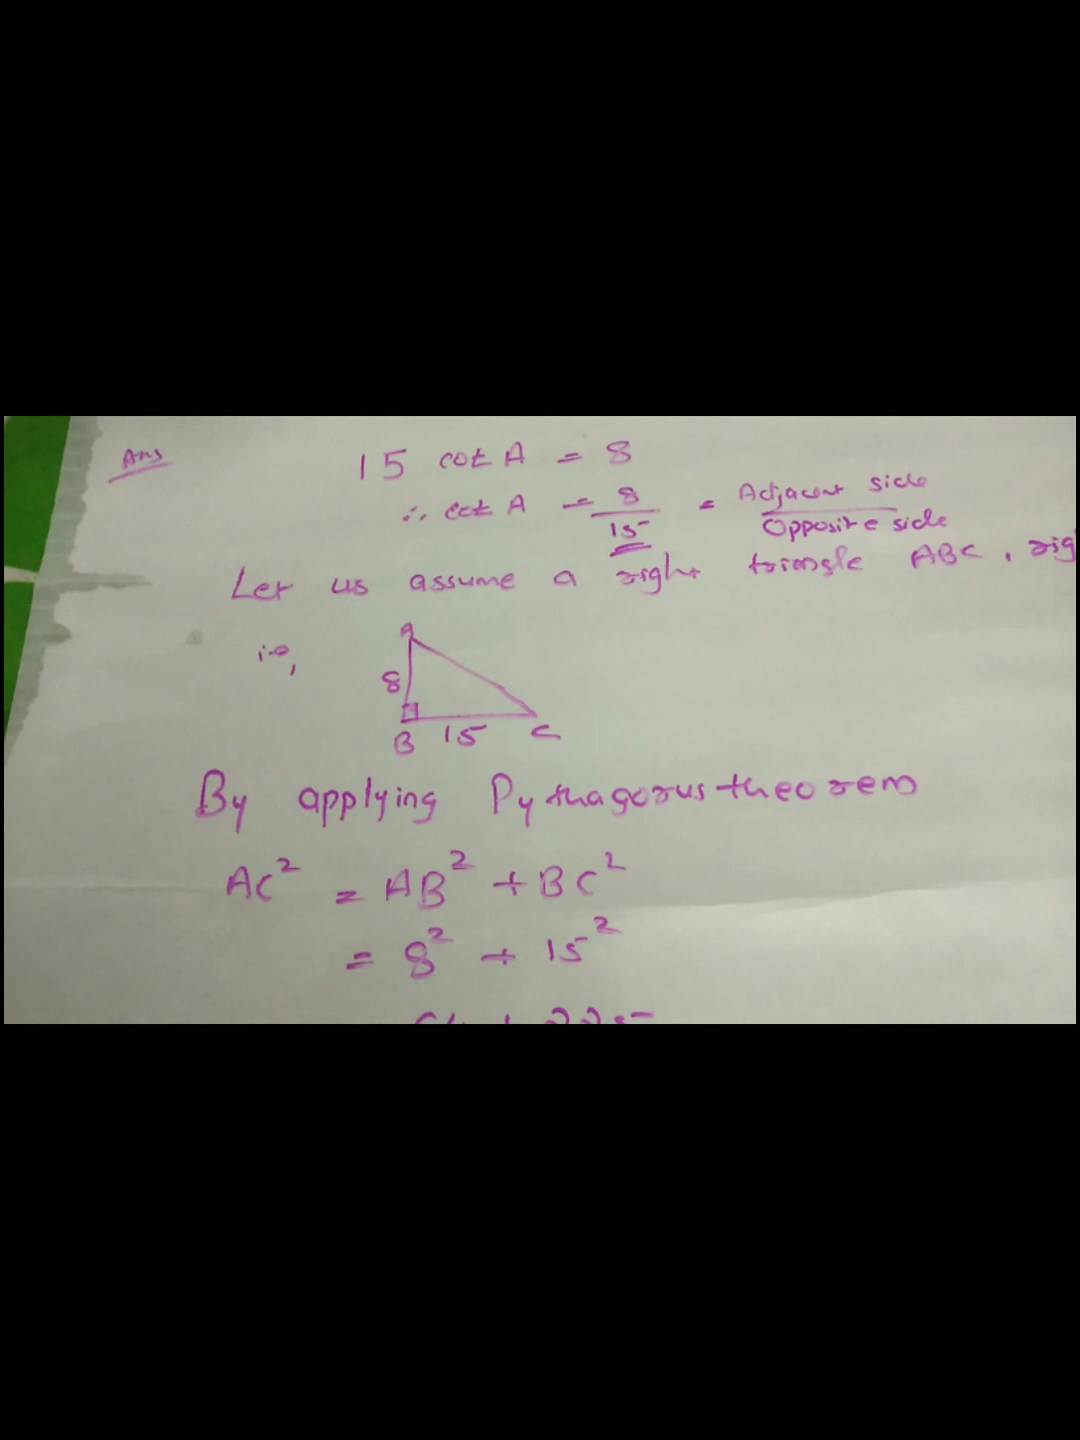 Ans 15 cot A = 8
∴ cot A = 8/15 = Adjacent side/Opposite side
Let us assume a right triangle ABC, rig
i.e,
A
8
B 15 C
By applying Pythagorus theorem
AC² = AB² + BC²
= 8² + 15²